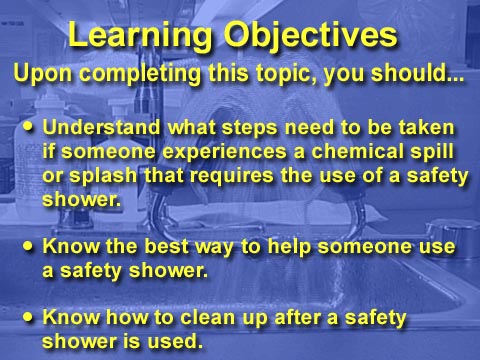 Learning Objectives
Upon completing this topic, you should...
• Understand what steps need to be taken
if someone experiences a chemical spill
or splash that requires the use of a safety
shower.
• Know the best way to help someone use
a safety shower.
• Know how to clean up after a safety
shower is used.